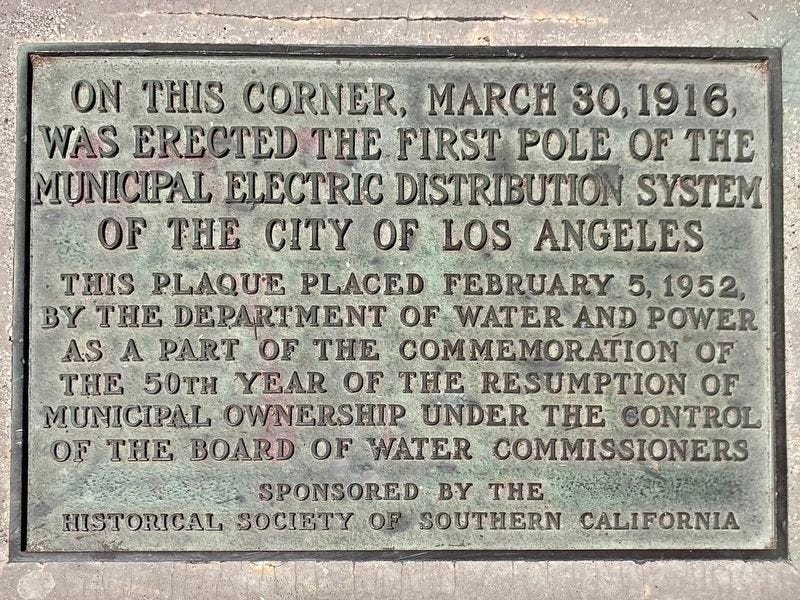 ON THIS CORNER, MARCH 30, 1916,
WAS ERECTED THE FIRST POLE OF THE
MUNICIPAL ELECTRIC DISTRIBUTION SYSTEM
OF THE CITY OF LOS ANGELES
THIS PLAQUE PLACED FEBRUARY 5, 1952,
BY THE DEPARTMENT OF WATER AND POWER
AS A PART OF THE COMMEMORATION OF
THE 50TH YEAR OF THE RESUMPTION OF
MUNICIPAL OWNERSHIP UNDER THE CONTROL
OF THE BOARD OF WATER COMMISSIONERS
SPONSORED BY THE
HISTORICAL SOCIETY OF SOUTHERN CALIFORNIA